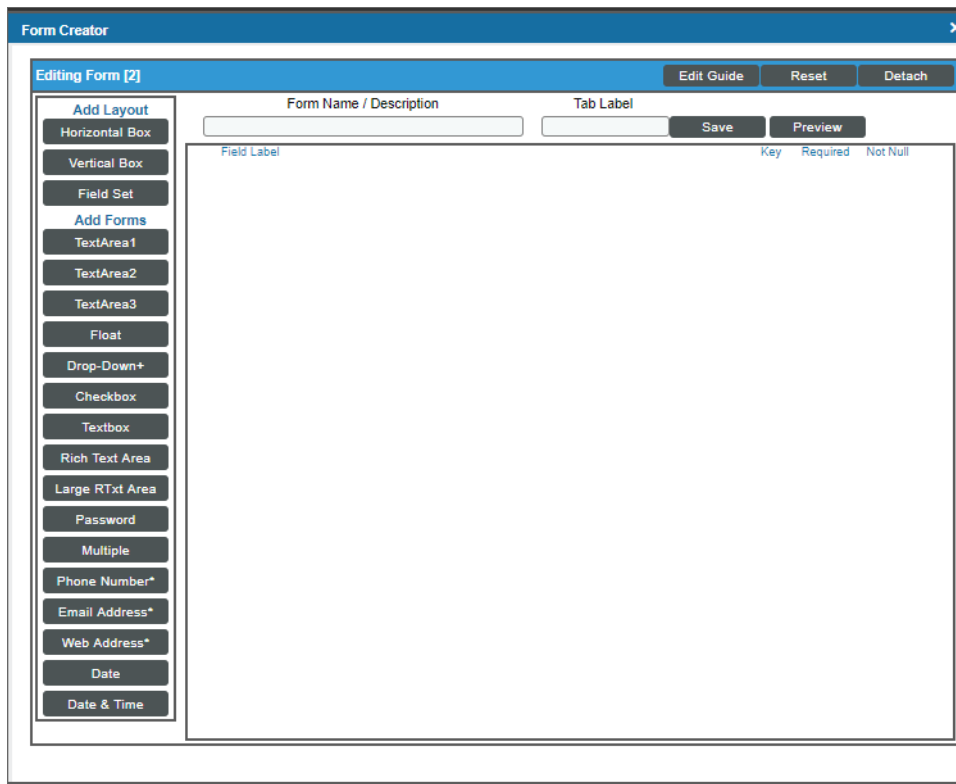 Form Creator
Editing Form [2]
Edit Guide
Reset
Detach
Add Layout
Horizontal Box
Vertical Box
Field Set
Add Forms
TextArea1
TextArea2
TextArea3
Float
Drop-Down+
Checkbox
Textbox
Rich Text Area
Large RTxt Area
Password
Multiple
Phone Number*
Email Address*
Web Address*
Date
Date & Time
Form Name / Description
Tab Label
Save
Preview
Field Label
Key
Required
Not Null